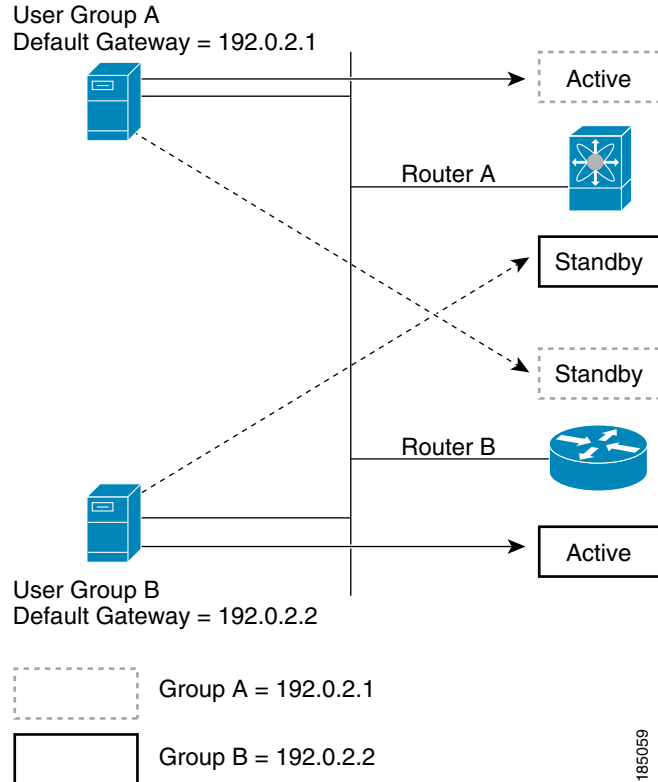 User Group A
Default Gateway = 192.0.2.1
Active
Router A
Standby
Standby
Router B
Active
User Group B
Default Gateway = 192.0.2.2
Group A = 192.0.2.1
Group B = 192.0.2.2
185059